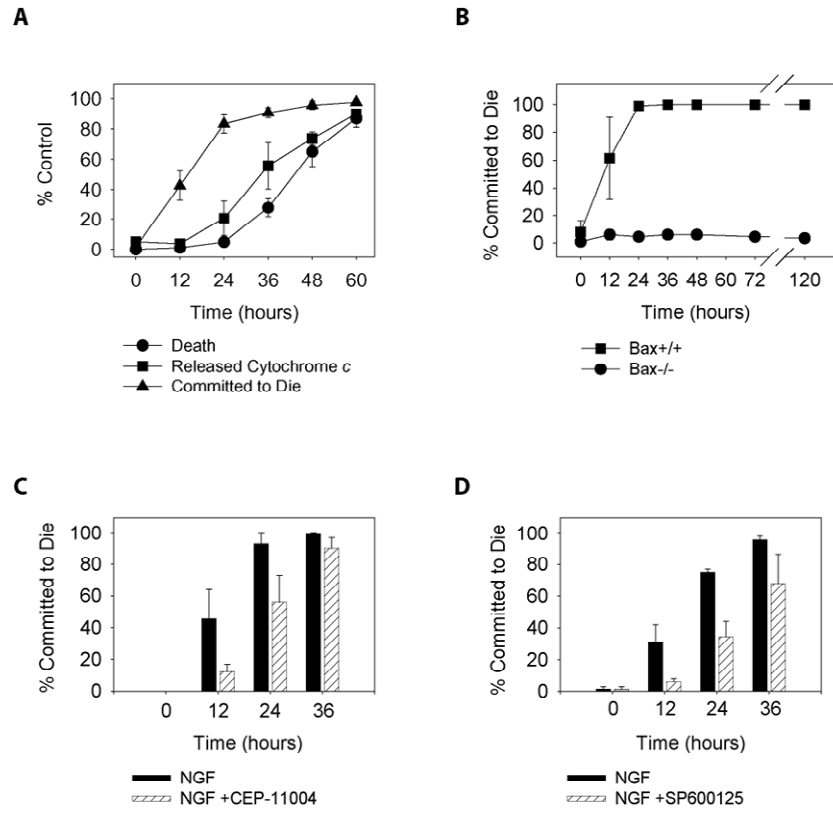 A
% Control
100
80
60
40
20
0
0 12 24 36 48 60
Time (hours)
Death
Released Cytochrome c
Committed to Die
B
% Committed to Die
100
80
60
40
20
0
0 12 24 36 48 60 72 120
Time (hours)
Bax+/+
Bax-/-
C
% Committed to Die
100
80
60
40
20
0
0 12 24 36
Time (hours)
NGF
NGF +CEP-11004
D
% Committed to Die
100
80
60
40
20
0
0 12 24 36
Time (hours)
NGF
NGF +SP600125